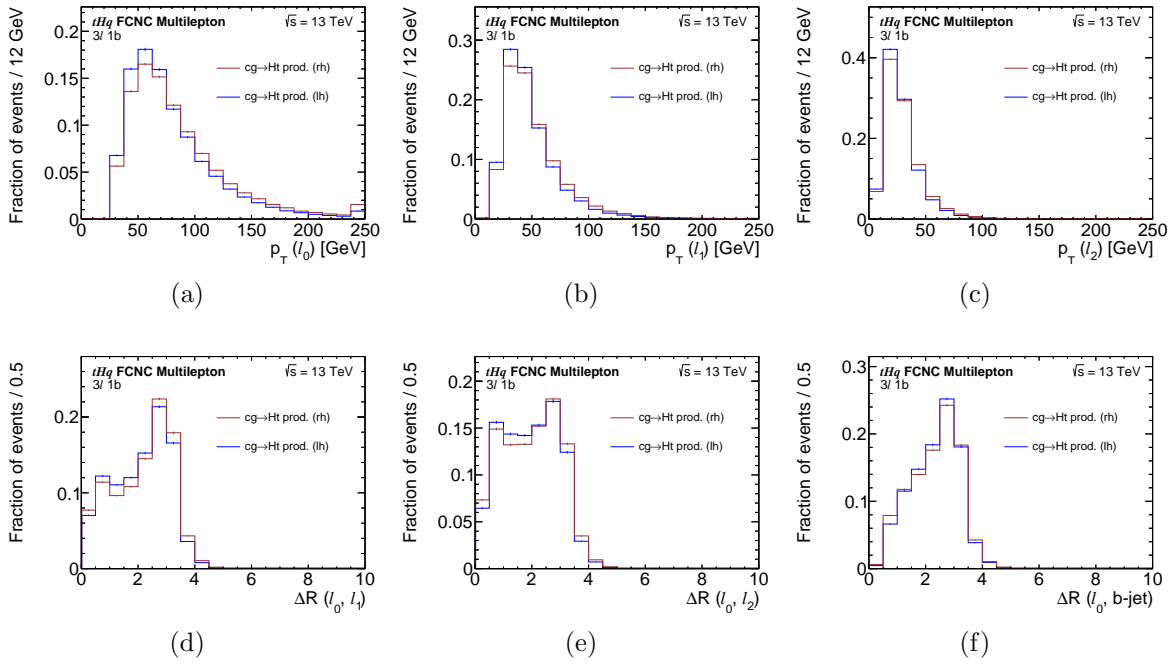 Fraction of events / 12 GeV
0.2
0.15
0.1
0.05
0
tHq FCNC Multilepton
√s = 13 TeV
3l 1b
cg→Ht prod. (rh)
cg→Ht prod. (lh)
0 50 100 150 200 250
p_T (l_0) [GeV]
(a)
Fraction of events / 12 GeV
0.3
0.2
0.1
0
tHq FCNC Multilepton
√s = 13 TeV
3l 1b
cg→Ht prod. (rh)
cg→Ht prod. (lh)
0 50 100 150 200 250
p_T (l_1) [GeV]
(b)
Fraction of events / 12 GeV
0.4
0.2
0
tHq FCNC Multilepton
√s = 13 TeV
3l 1b
cg→Ht prod. (rh)
cg→Ht prod. (lh)
0 50 100 150 200 250
p_T (l_2) [GeV]
(c)
Fraction of events / 0.5
0.2
0.1
0
tHq FCNC Multilepton
√s = 13 TeV
3l 1b
cg→Ht prod. (rh)
cg→Ht prod. (lh)
0 2 4 6 8 10
ΔR (l_0, l_1)
(d)
Fraction of events / 0.5
0.2
0.15
0.1
0.05
0
tHq FCNC Multilepton
√s = 13 TeV
3l 1b
cg→Ht prod. (rh)
cg→Ht prod. (lh)
0 2 4 6 8 10
ΔR (l_0, l_2)
(e)
Fraction of events / 0.5
0.3
0.2
0.1
0
tHq FCNC Multilepton
√s = 13 TeV
3l 1b
cg→Ht prod. (rh)
cg→Ht prod. (lh)
0 2 4 6 8 10
ΔR (l_0, b-jet)
(f)